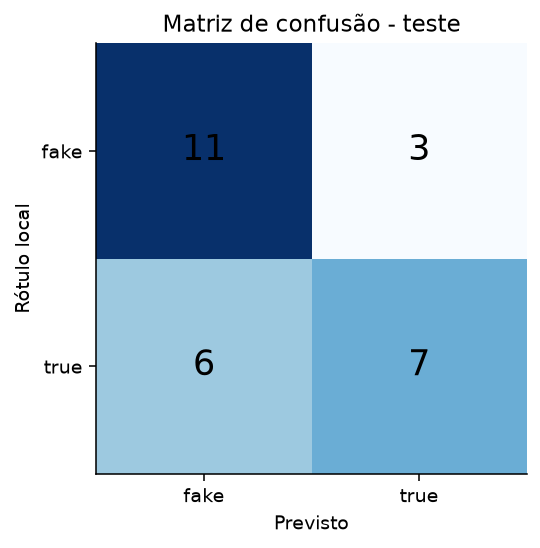 Matriz de confusão - teste
fake
11
3
Rótulo local
true
6
7
fake
true
Previsto